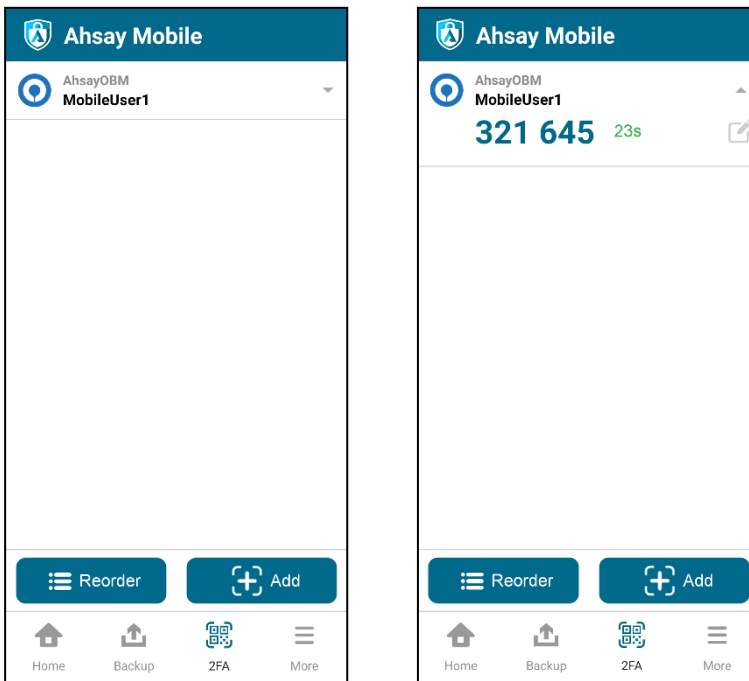 Ahsay Mobile
AhsayOBM
MobileUser1
Reorder
Add
Home
Backup
2FA
More
Ahsay Mobile
AhsayOBM
MobileUser1
321 645 23s
Reorder
Add
Home
Backup
2FA
More